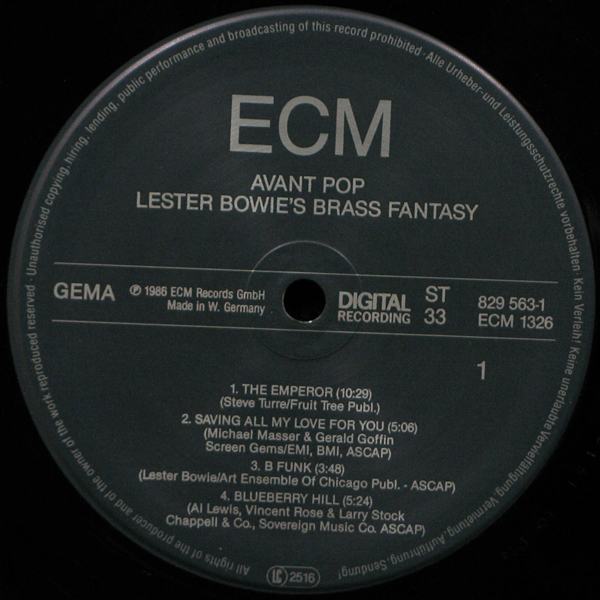 All rights of the producer and of the owner of the work reproduced reserved · Unauthorised copying, hiring, lending, public performance and broadcasting of this record prohibited · Alle Urheber- und Leistungsschutzrechte vorbehalten · Kein Verleih! Keine unerlaubte Vervielfältigung, Vermietung, Aufführung, Sendung!
ECM
AVANT POP
LESTER BOWIE'S BRASS FANTASY
GEMA
℗ 1986 ECM Records GmbH
Made in W. Germany
DIGITAL
RECORDING
ST
33
829 563-1
ECM 1326
1
1. THE EMPEROR (10:29)
(Steve Turre/Fruit Tree Publ.)
2. SAVING ALL MY LOVE FOR YOU (5:06)
(Michael Masser & Gerald Goffin
Screen Gems/EMI, BMI, ASCAP)
3. B FUNK (3:48)
(Lester Bowie/Art Ensemble Of Chicago Publ. - ASCAP)
4. BLUEBERRY HILL (5:24)
(Al Lewis, Vincent Rose & Larry Stock
Chappell & Co., Sovereign Music Co. ASCAP)
LC 2516